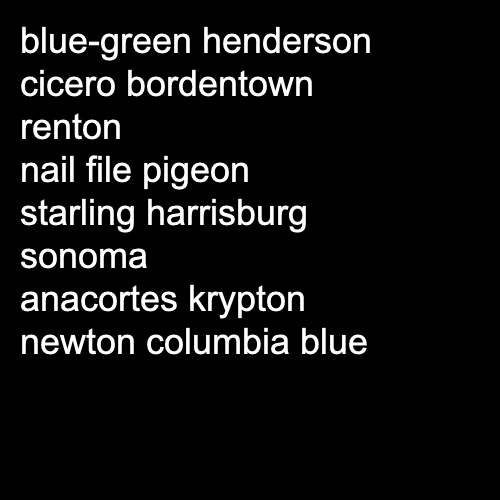 blue-green henderson
cicero bordentown
renton
nail file pigeon
starling harrisburg
sonoma
anacortes krypton
newton columbia blue